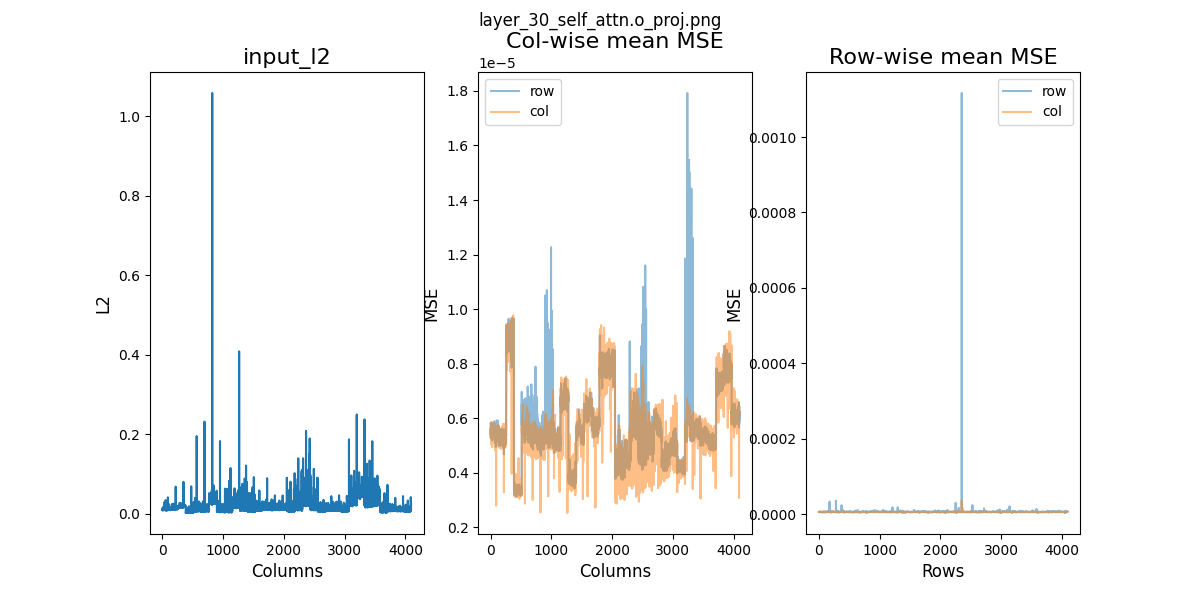 layer_30_self_attn.o_proj.png
input_l2
L2
1.0
0.8
0.6
0.4
0.2
0.0
0 1000 2000 3000 4000
Columns
Col-wise mean MSE
1e−5
row
col
MSE
1.8
1.6
1.4
1.2
1.0
0.8
0.6
0.4
0.2
0 1000 2000 3000 4000
Columns
Row-wise mean MSE
row
col
MSE
0.0010
0.0008
0.0006
0.0004
0.0002
0.0000
0 1000 2000 3000 4000
Rows